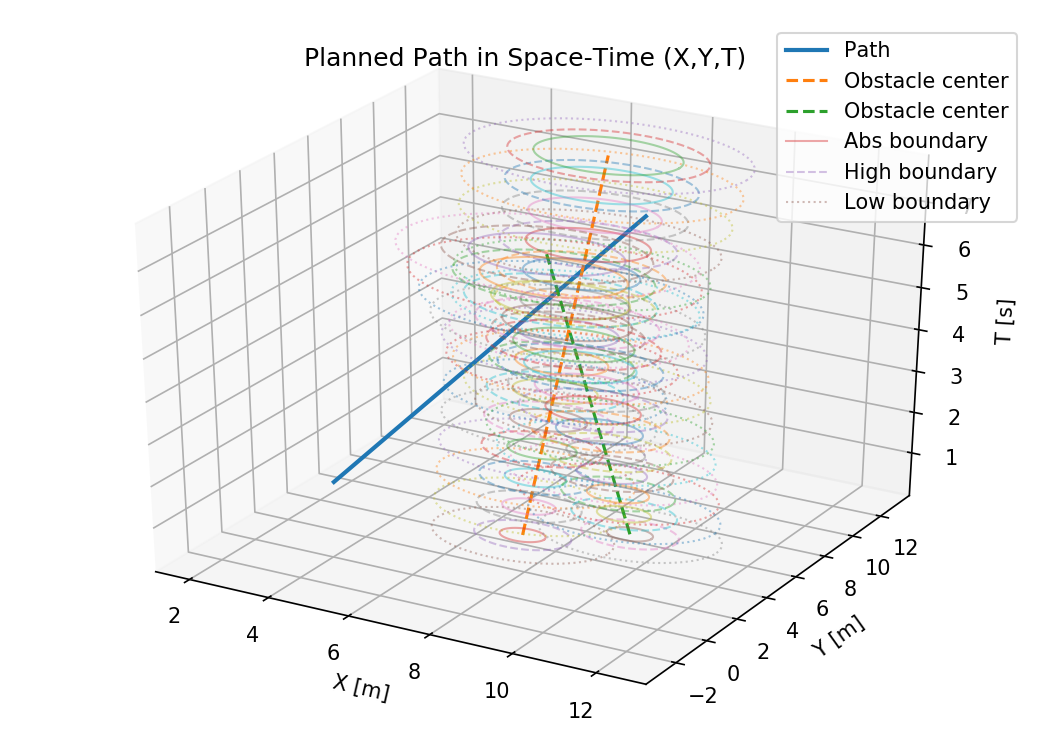 Planned Path in Space-Time (X,Y,T)
Path
Obstacle center
Obstacle center
Abs boundary
High boundary
Low boundary
7
6
5
4
3
2
1
T [s]
12
10
8
6
4
2
0
−2
Y [m]
2
4
6
8
10
12
X [m]